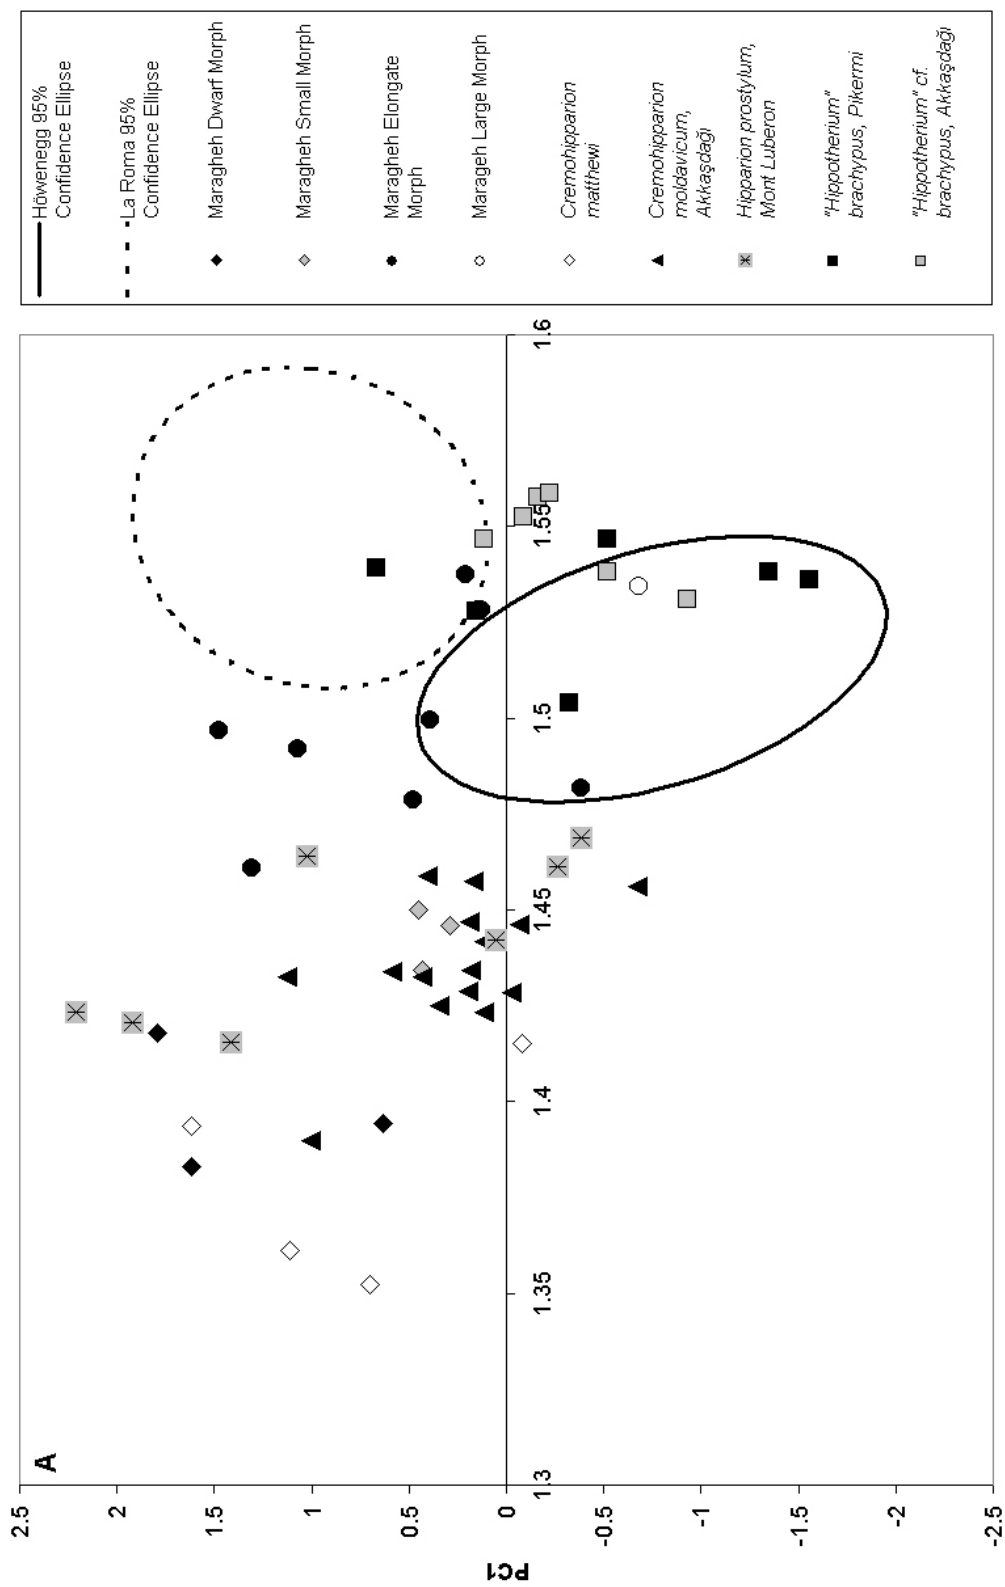 A
PC1
2.5
2
1.5
1
0.5
0
-0.5
-1
-1.5
-2
-2.5
1.3
1.35
1.4
1.45
1.5
1.55
1.6
Höwenegg 95%
Confidence Ellipse
La Roma 95%
Confidence Ellipse
Maragheh Dwarf Morph
Maragheh Small Morph
Maragheh Elongate
Morph
Maragheh Large Morph
Cremohipparion
matthewi
Cremohipparion
moldavicum,
Akkaşdağı
Hipparion prostylum,
Mont Luberon
"Hippotherium"
brachypus, Pikermi
"Hippotherium" cf.
brachypus, Akkaşdağı